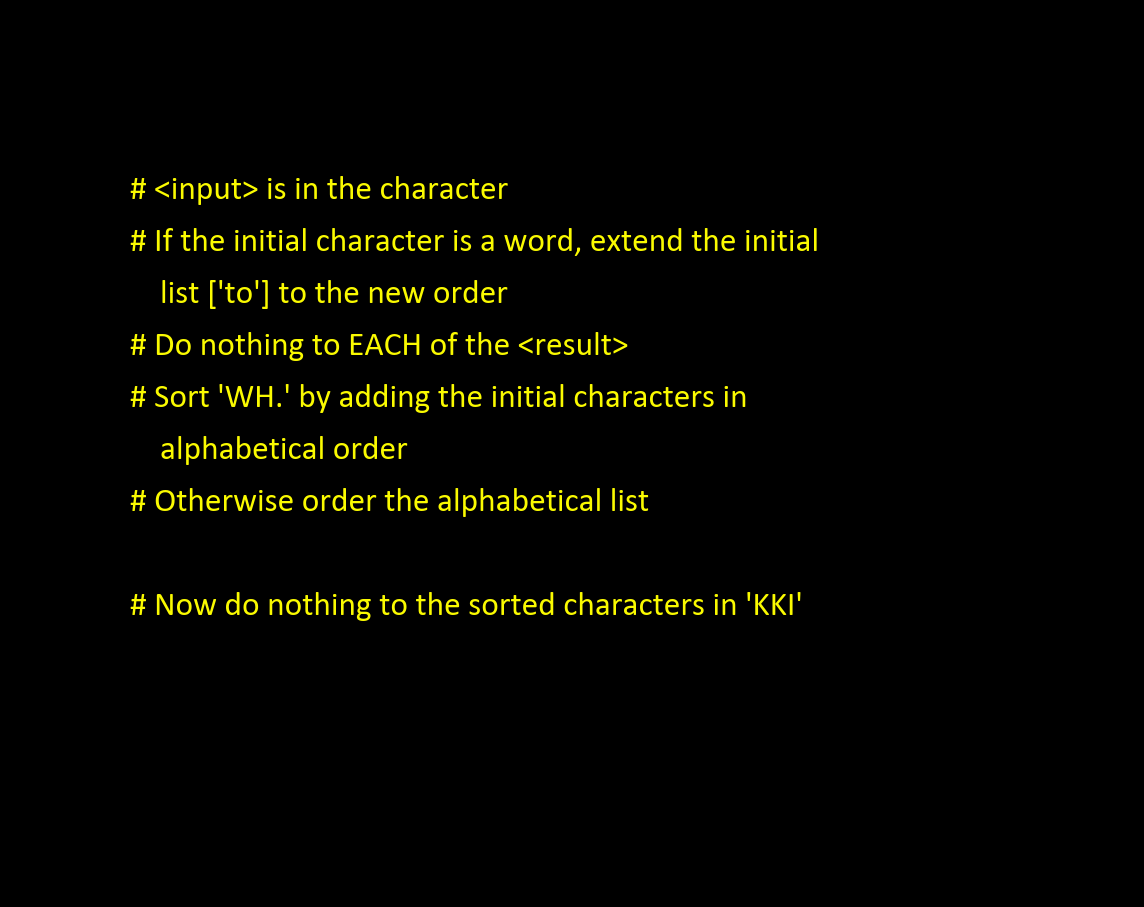 # <input> is in the character
# If the initial character is a word, extend the initial
list ['to'] to the new order
# Do nothing to EACH of the <result>
# Sort 'WH.' by adding the initial characters in
alphabetical order
# Otherwise order the alphabetical list
# Now do nothing to the sorted characters in 'KKI'